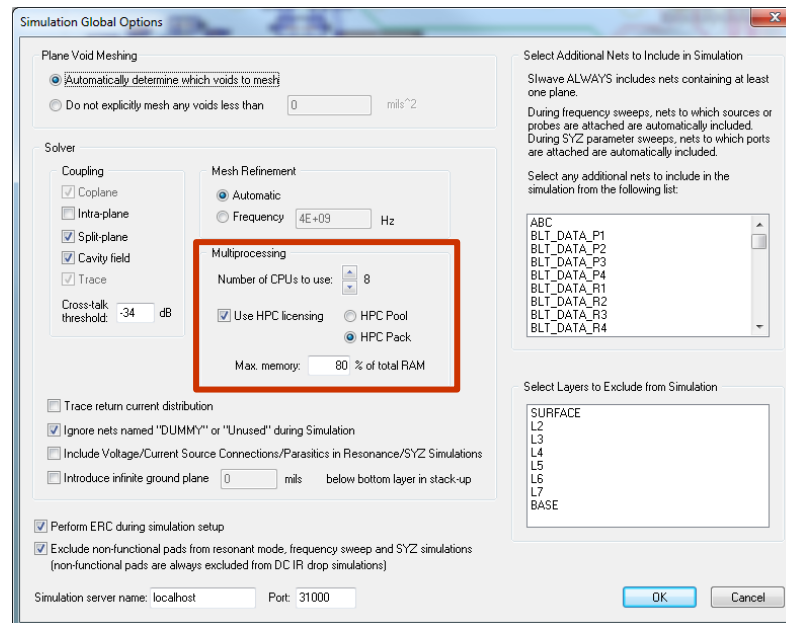 Simulation Global Options
x
Plane Void Meshing
Automatically determine which voids to mesh
Do not explicitly mesh any voids less than 0 mils^2
Solver
Coupling
Coplane
Intra-plane
Split-plane
Cavity field
Trace
Cross-talk
threshold: -34 dB
Mesh Refinement
Automatic
Frequency 4E+09 Hz
Multiprocessing
Number of CPUs to use: 8
Use HPC licensing HPC Pool
HPC Pack
Max. memory: 80 % of total RAM
Trace return current distribution
Ignore nets named "DUMMY" or "Unused" during Simulation
Include Voltage/Current Source Connections/Parasitics in Resonance/SYZ Simulations
Introduce infinite ground plane 0 mils below bottom layer in stack-up
Perform ERC during simulation setup
Exclude non-functional pads from resonant mode, frequency sweep and SYZ simulations
(non-functional pads are always excluded from DC IR drop simulations)
Simulation server name: localhost Port: 31000
Select Additional Nets to Include in Simulation
SIwave ALWAYS includes nets containing at least
one plane.
During frequency sweeps, nets to which sources or
probes are attached are automatically included.
During SYZ parameter sweeps, nets to which ports
are attached are automatically included.
Select any additional nets to include in the
simulation from the following list:
ABC
BLT_DATA_P1
BLT_DATA_P2
BLT_DATA_P3
BLT_DATA_P4
BLT_DATA_R1
BLT_DATA_R2
BLT_DATA_R3
BLT_DATA_R4
Select Layers to Exclude from Simulation
SURFACE
L2
L3
L4
L5
L6
L7
BASE
OK Cancel